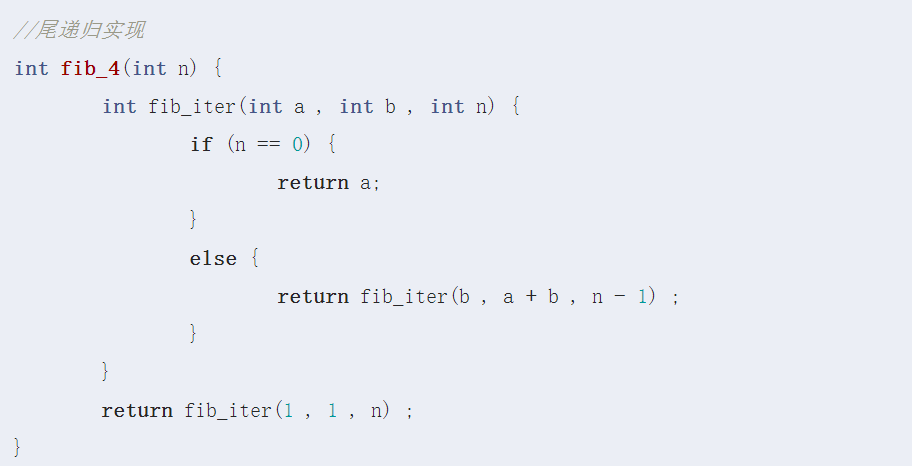 //尾递归实现
int fib_4(int n) {
int fib_iter(int a , int b , int n) {
if (n == 0) {
return a;
}
else {
return fib_iter(b , a + b , n - 1) ;
}
}
return fib_iter(1 , 1 , n) ;
}